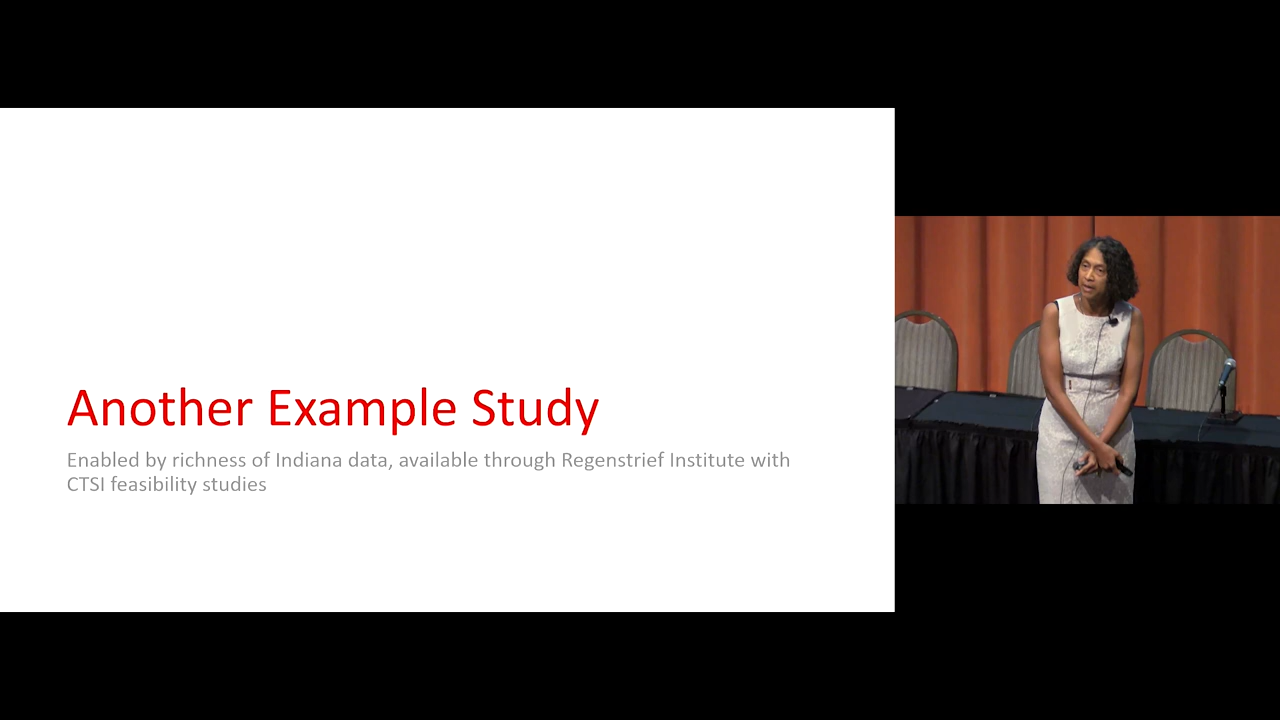 Another Example Study
Enabled by richness of Indiana data, available through Regenstrief Institute with
CTSI feasibility studies